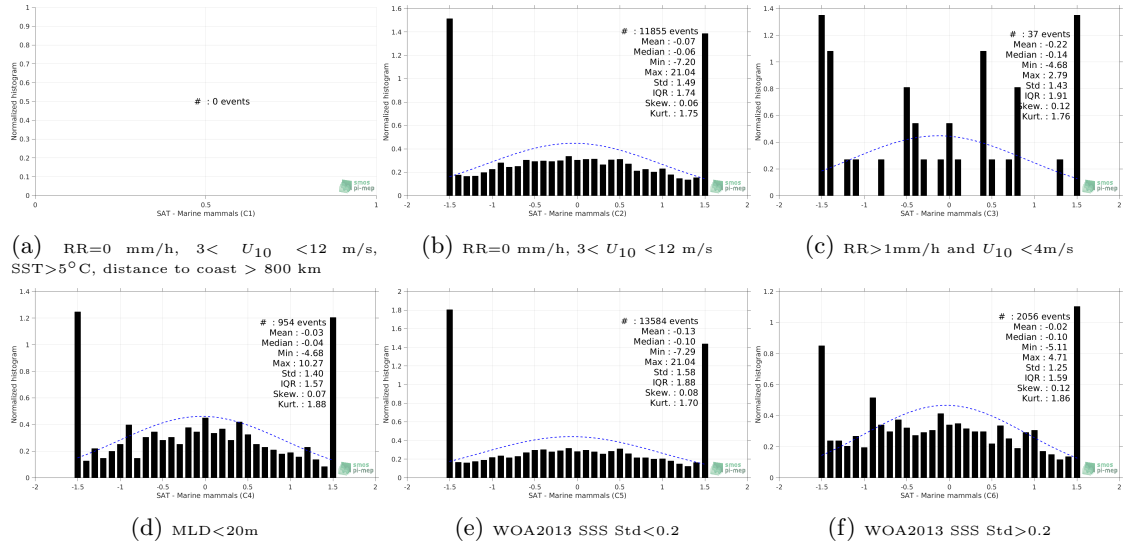 1
0.9
0.8
0.7
0.6
0.5
0.4
0.3
0.2
0.1
0
Normalized histogram
# : 0 events
smos
pi-mep
0 0.5 1
SAT - Marine mammals (C1)
(a) RR=0 mm/h, 3< U10 <12 m/s,
SST>5°C, distance to coast > 800 km
1.6
1.4
1.2
1
0.8
0.6
0.4
0.2
0
Normalized histogram
# : 11855 events
Mean : -0.07
Median : -0.06
Min : -7.20
Max : 21.04
Std : 1.49
IQR : 1.74
Skew. : 0.06
Kurt. : 1.75
smos
pi-mep
-2 -1.5 -1 -0.5 0 0.5 1 1.5 2
SAT - Marine mammals (C2)
(b) RR=0 mm/h, 3< U10 <12 m/s
1.4
1.2
1
0.8
0.6
0.4
0.2
0
Normalized histogram
# : 37 events
Mean : -0.22
Median : -0.14
Min : -4.68
Max : 2.79
Std : 1.43
IQR : 1.91
Skew. : 0.12
Kurt. : 1.76
smos
pi-mep
-2 -1.5 -1 -0.5 0 0.5 1 1.5 2
SAT - Marine mammals (C3)
(c) RR>1mm/h and U10 <4m/s
1.4
1.2
1
0.8
0.6
0.4
0.2
0
Normalized histogram
# : 954 events
Mean : -0.03
Median : -0.04
Min : -4.68
Max : 10.27
Std : 1.40
IQR : 1.57
Skew. : 0.07
Kurt. : 1.88
smos
pi-mep
-2 -1.5 -1 -0.5 0 0.5 1 1.5 2
SAT - Marine mammals (C4)
(d) MLD<20m
2
1.8
1.6
1.4
1.2
1
0.8
0.6
0.4
0.2
0
Normalized histogram
# : 13584 events
Mean : -0.13
Median : -0.10
Min : -7.29
Max : 21.04
Std : 1.58
IQR : 1.88
Skew. : 0.08
Kurt. : 1.70
smos
pi-mep
-2 -1.5 -1 -0.5 0 0.5 1 1.5 2
SAT - Marine mammals (C5)
(e) WOA2013 SSS Std<0.2
1.2
1
0.8
0.6
0.4
0.2
0
Normalized histogram
# : 2056 events
Mean : -0.02
Median : -0.10
Min : -5.11
Max : 4.71
Std : 1.25
IQR : 1.59
Skew. : 0.12
Kurt. : 1.86
smos
pi-mep
-2 -1.5 -1 -0.5 0 0.5 1 1.5 2
SAT - Marine mammals (C6)
(f) WOA2013 SSS Std>0.2